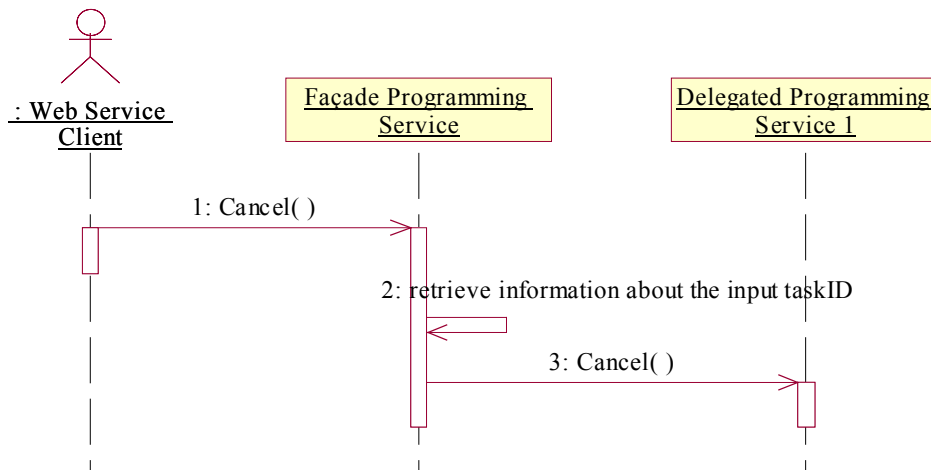 : Web Service
Client
Façade Programming
Service
Delegated Programming
Service 1
1: Cancel( )
2: retrieve information about the input taskID
3: Cancel( )